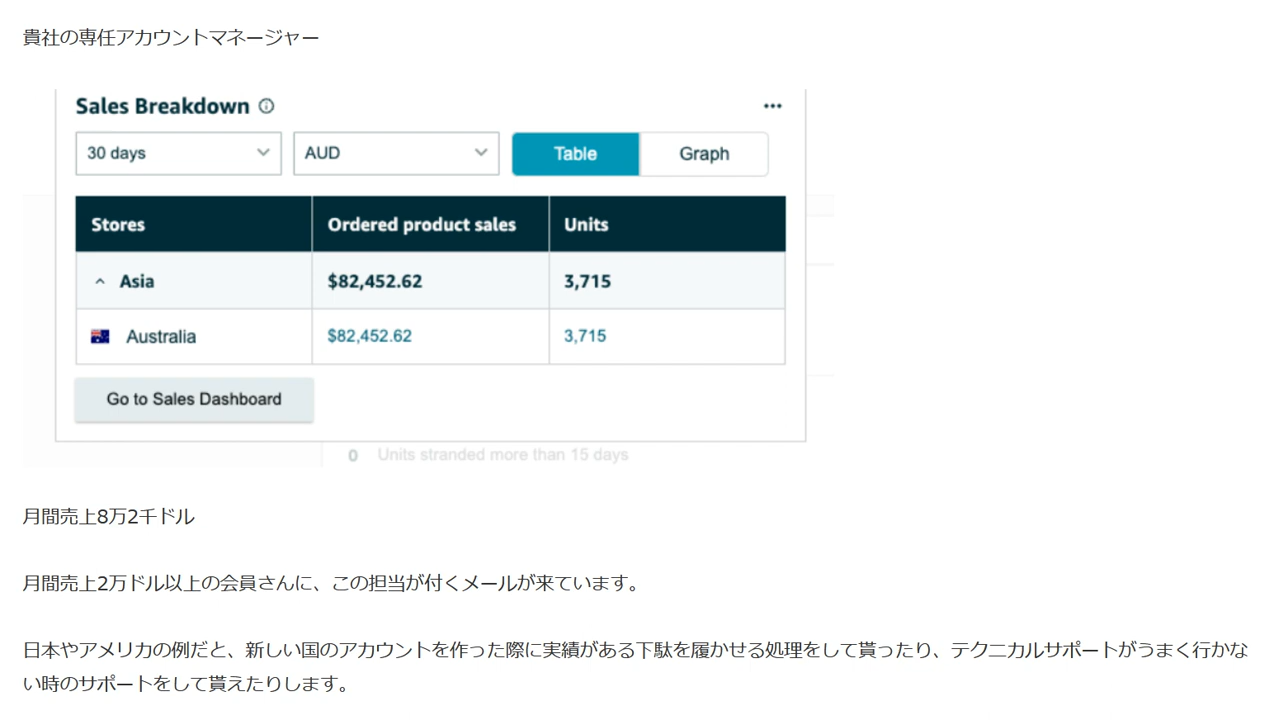 貴社の専任アカウントマネージャー
Sales Breakdown
30 days AUD Table Graph
Stores Ordered product sales Units
Asia $82,452.62 3,715
Australia $82,452.62 3,715
Go to Sales Dashboard
0 Units stranded more than 15 days
月間売上8万2千ドル
月間売上2万ドル以上の会員さんに、この担当が付くメールが来ています。
日本やアメリカの例だと、新しい国のアカウントを作った際に実績がある下駄を履かせる処理をして貰ったり、テクニカルサポートがうまく行かな
い時のサポートをして貰えたりします。